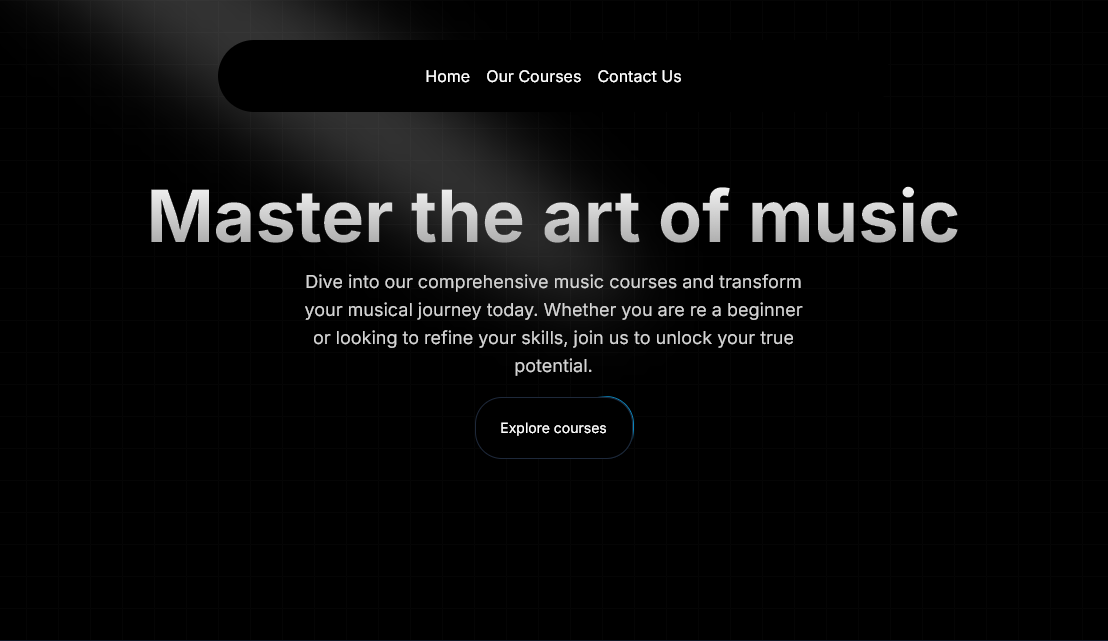 Home Our Courses Contact Us
Master the art of music
Dive into our comprehensive music courses and transform
your musical journey today. Whether you are re a beginner
or looking to refine your skills, join us to unlock your true
potential.
Explore courses